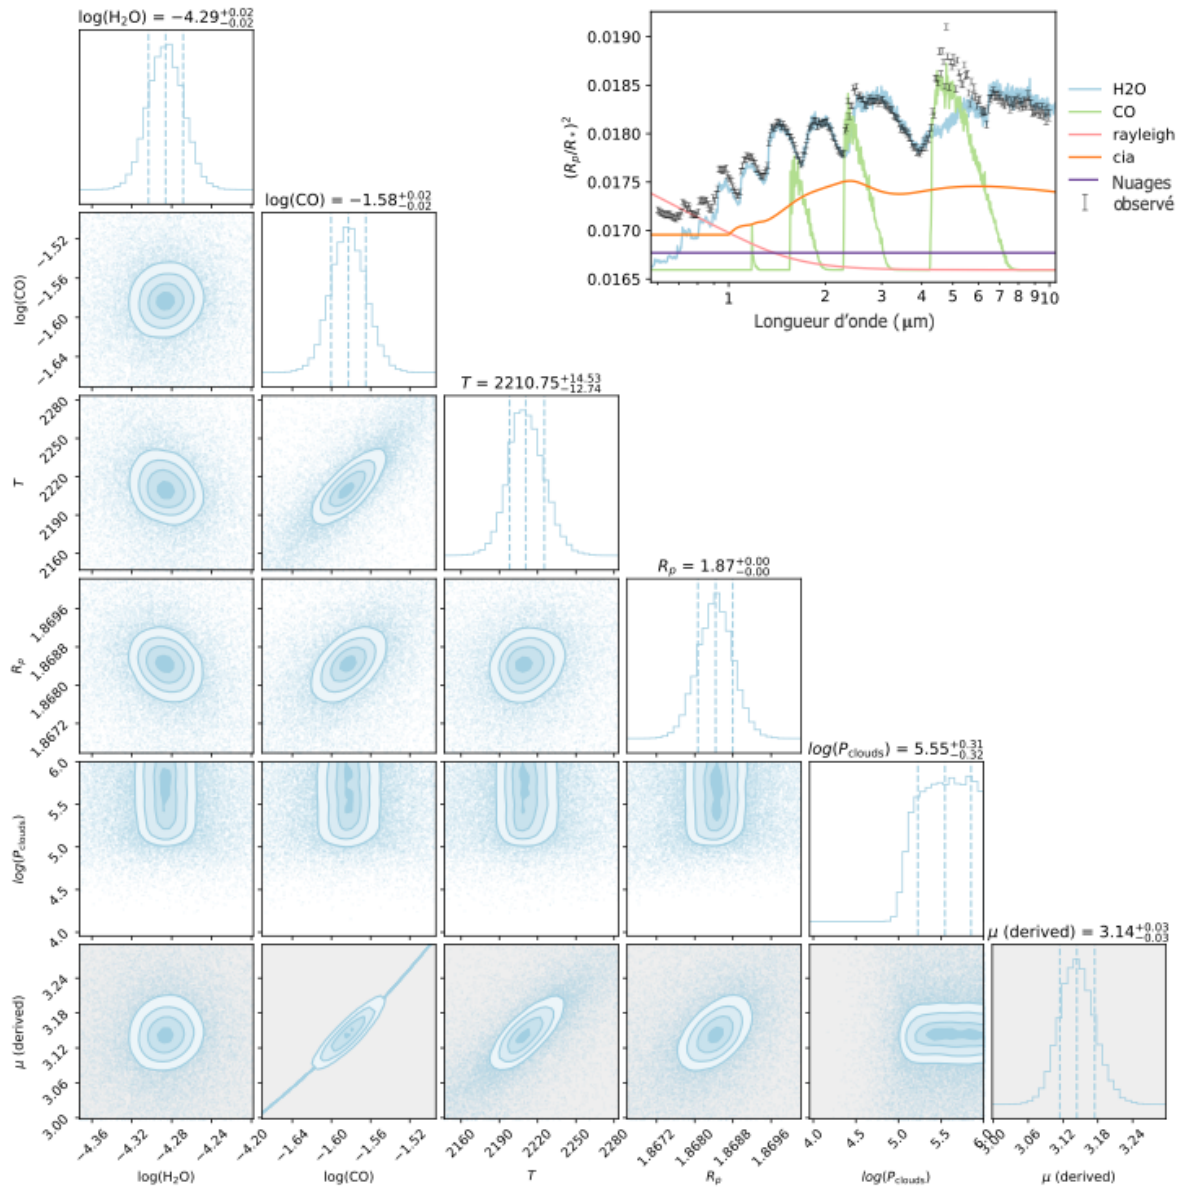 log(H₂O) = −4.29 +0.02 −0.02
0.0190
0.0185
0.0180
0.0175
0.0170
0.0165
(Rp/R*)²
1 2 3 4 5 6 7 8 9 10
Longueur d'onde (μm)
H2O
CO
rayleigh
cia
Nuages
observé
log(CO) = −1.58 +0.02 −0.02
log(CO)
−1.52
−1.56
−1.60
−1.64
T = 2210.75 +14.53 −12.74
T
2280
2250
2220
2190
2160
Rp = 1.87 +0.00 −0.00
Rp
1.8696
1.8688
1.8680
1.8672
log(Pclouds) = 5.55 +0.31 −0.32
log(Pclouds)
6.0
5.5
5.0
4.5
4.0
μ (derived) = 3.14 +0.03 −0.03
μ (derived)
3.24
3.18
3.12
3.06
3.00
−4.36 −4.32 −4.28 −4.24 −4.20
−1.64 −1.60 −1.56 −1.52
2160 2190 2220 2250 2280
1.8672 1.8680 1.8688 1.8696
4.0 4.5 5.0 5.5 6.0
3.00 3.06 3.12 3.18 3.24
log(H₂O)
log(CO)
T
Rp
log(Pclouds)
μ (derived)